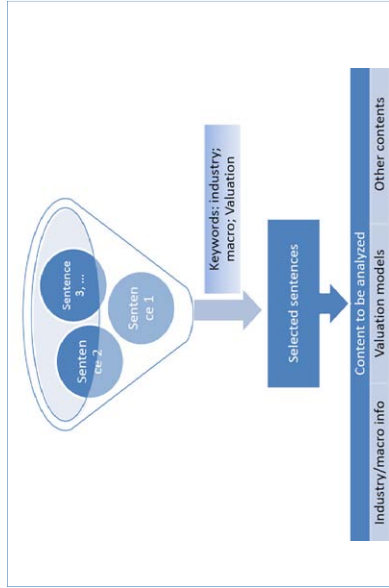 Sentence
3, ...
Senten
ce 2
Senten
ce 1
Keywords: industry;
macro; Valuation
Selected sentences
Content to be analyzed
Industry/macro info
Valuation models
Other contents